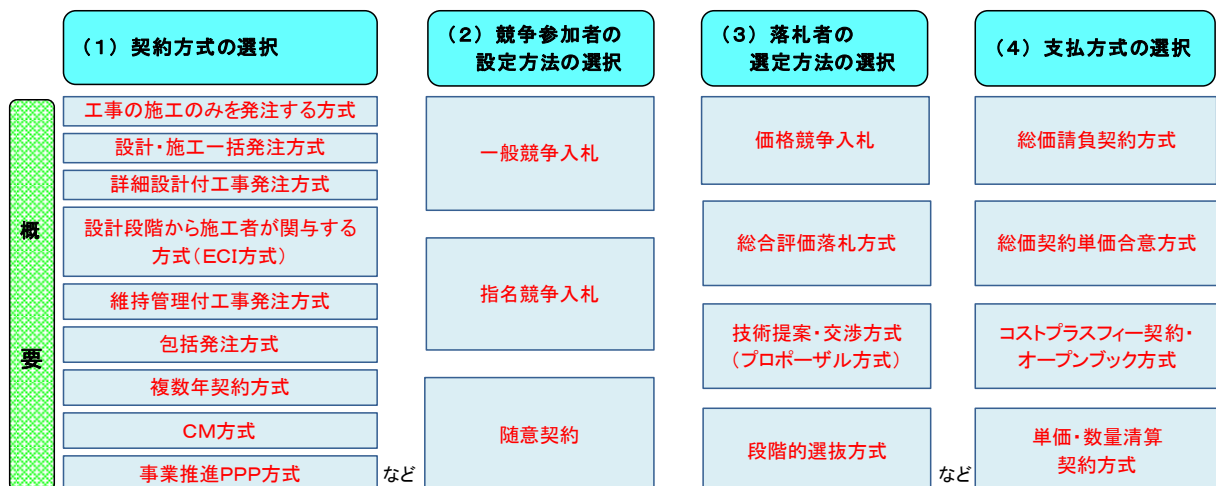 (1) 契約方式の選択
(2) 競争参加者の
設定方法の選択
(3) 落札者の
選定方法の選択
(4) 支払方式の選択
概
要
工事の施工のみを発注する方式
設計・施工一括発注方式
詳細設計付工事発注方式
設計段階から施工者が関与する
方式(ECI方式)
維持管理付工事発注方式
包括発注方式
複数年契約方式
CM方式
事業推進PPP方式
など
一般競争入札
指名競争入札
随意契約
価格競争入札
総合評価落札方式
技術提案・交渉方式
(プロポーザル方式)
段階的選抜方式
など
総価請負契約方式
総価契約単価合意方式
コストプラスフィー契約・
オープンブック方式
単価・数量清算
契約方式